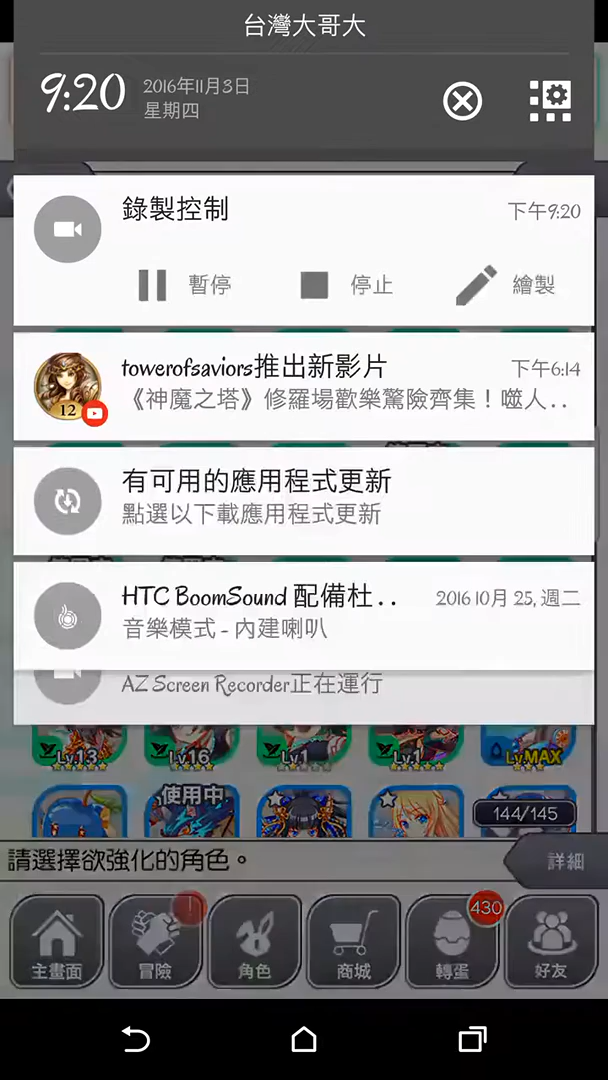 台灣大哥大
9:20
2016年11月3日
星期四
錄製控制
下午9:20
暫停
停止
繪製
towerofsaviors推出新影片
下午6:14
《神魔之塔》修羅場歡樂驚險齊集！噬人..
12
有可用的應用程式更新
點選以下載應用程式更新
HTC BoomSound 配備杜..
2016 10月 25, 週二
音樂模式 - 內建喇叭
AZ Screen Recorder正在運行
Lv.13
Lv.16
Lv.1
Lv.1
Lv.MAX
使用中
144/145
請選擇欲強化的角色。
詳細
!
430
主畫面
冒險
角色
商城
轉蛋
好友